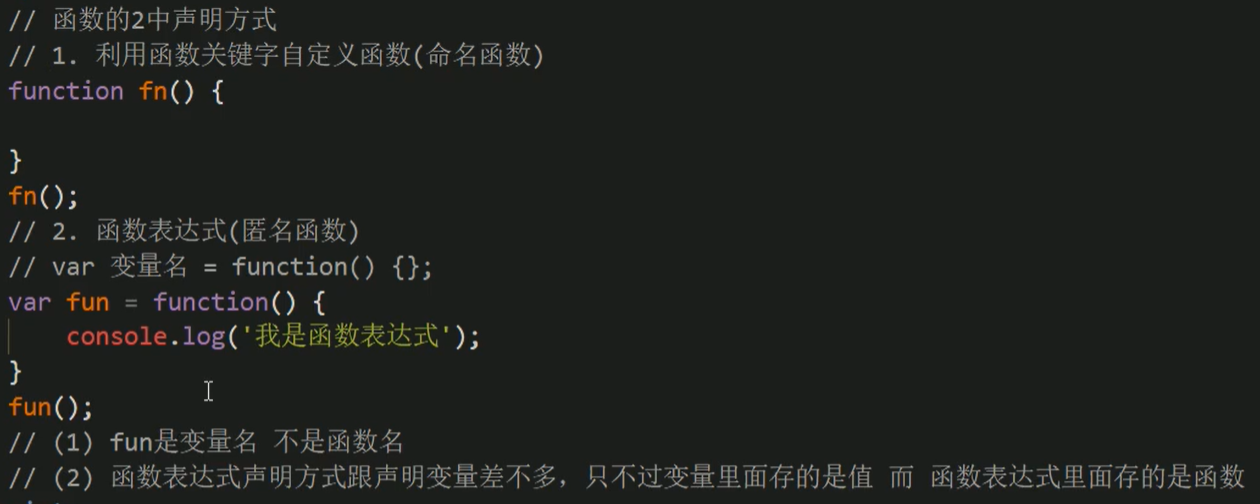 // 函数的2中声明方式
// 1. 利用函数关键字自定义函数(命名函数)
function fn() {
}
fn();
// 2. 函数表达式(匿名函数)
// var 变量名 = function() {};
var fun = function() {
console.log('我是函数表达式');
}
fun();
// (1) fun是变量名 不是函数名
// (2) 函数表达式声明方式跟声明变量差不多，只不过变量里面存的是值 而 函数表达式里面存的是函数